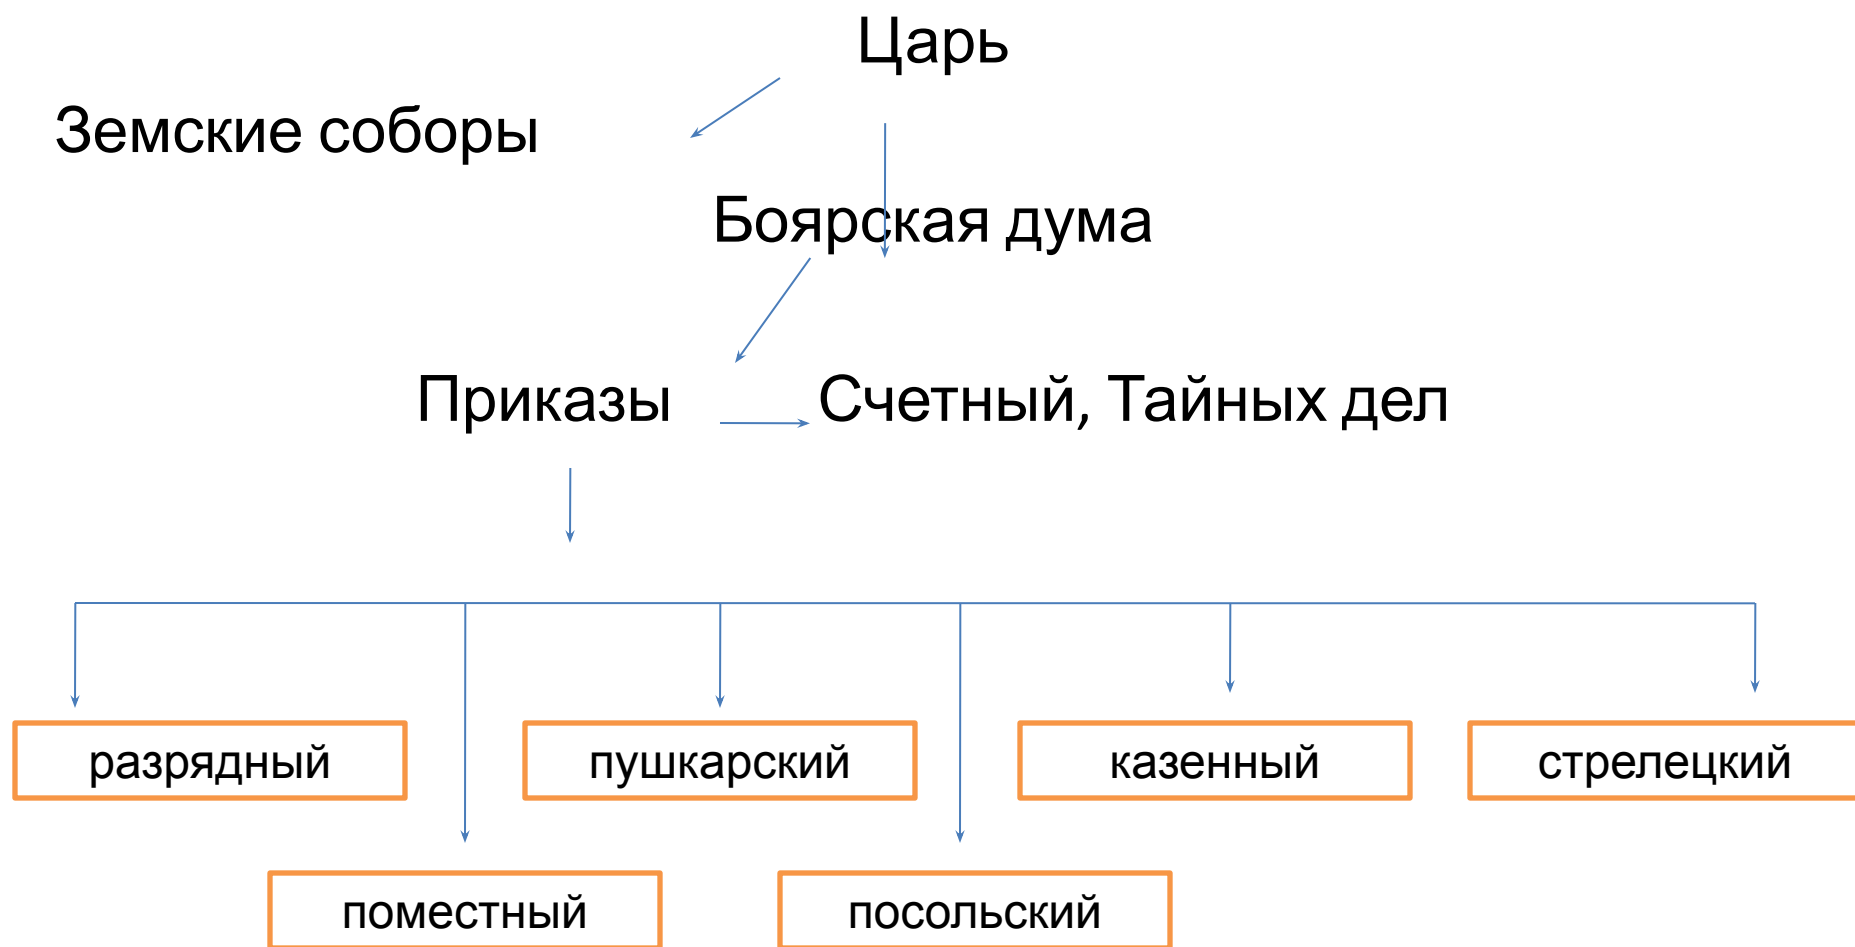 Царь
Земские соборы
Боярская дума
Приказы Счетный, Тайных дел
разрядный пушкарский казенный стрелецкий
поместный посольский